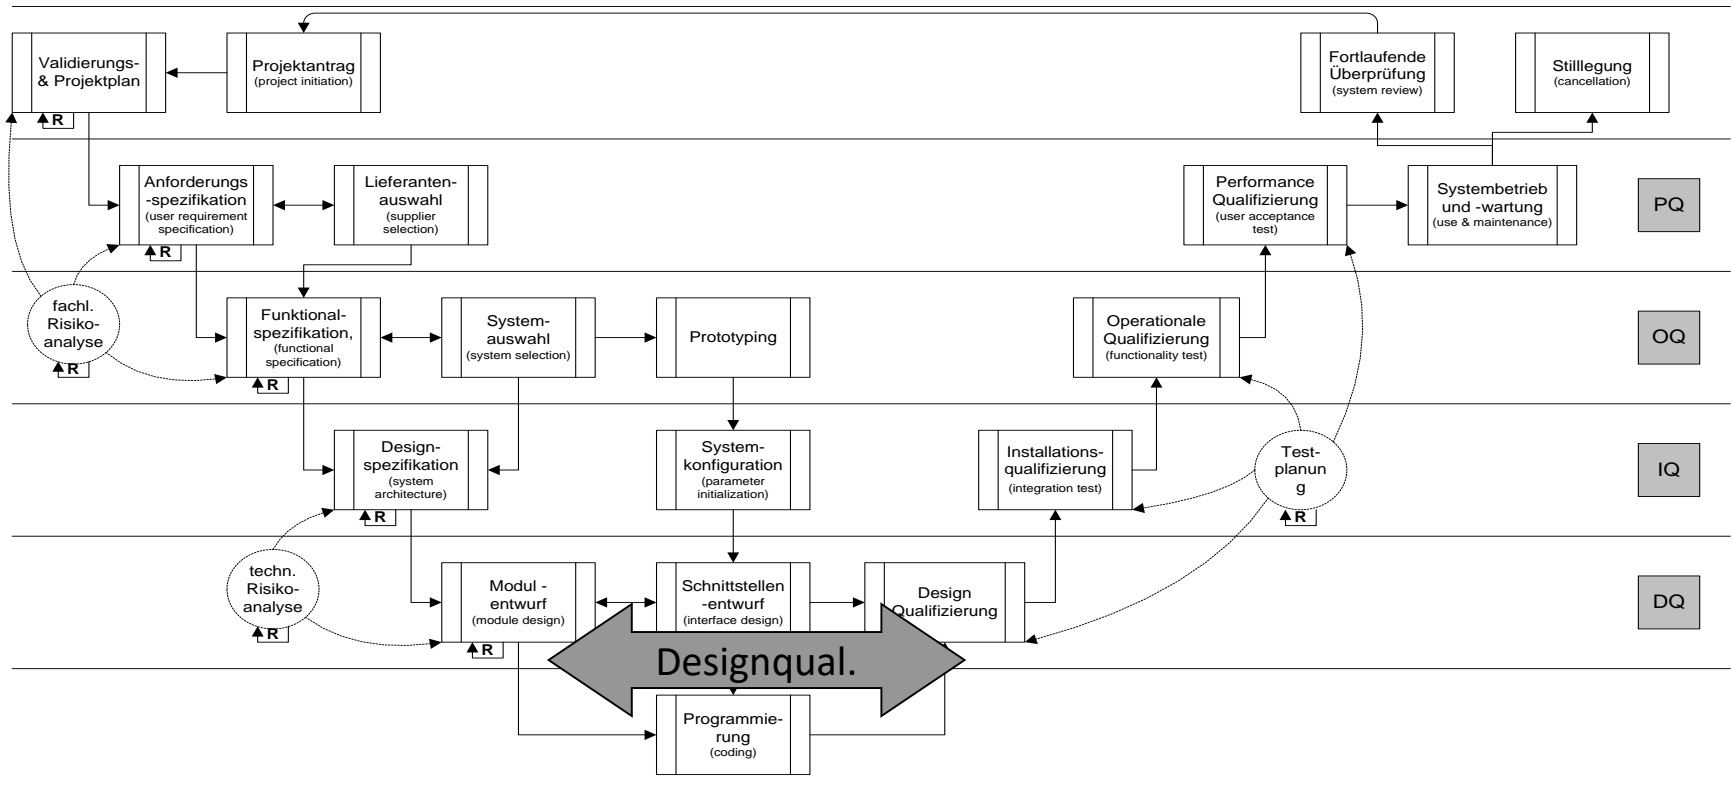 Validierungs-
& Projektplan
R
Projektantrag
(project initiation)
Fortlaufende
Überprüfung
(system review)
Stilllegung
(cancellation)
Anforderungs
-spezifikation
(user requirement
specification)
R
Lieferanten-
auswahl
(supplier
selection)
Performance
Qualifizierung
(user acceptance
test)
Systembetrieb
und -wartung
(use & maintenance)
PQ
fachl.
Risiko-
analyse
R
Funktional-
spezifikation,
(functional
specification)
R
System-
auswahl
(system selection)
Prototyping
Operationale
Qualifizierung
(functionality test)
OQ
Design-
spezifikation
(system
architecture)
R
System-
konfiguration
(parameter
initialization)
Installations-
qualifizierung
(integration test)
Test-
planun
g
R
IQ
techn.
Risiko-
analyse
R
Modul -
entwurf
(module design)
R
Schnittstellen
-entwurf
(interface design)
Design
Qualifizierung
DQ
Designqual.
Programmie-
rung
(coding)